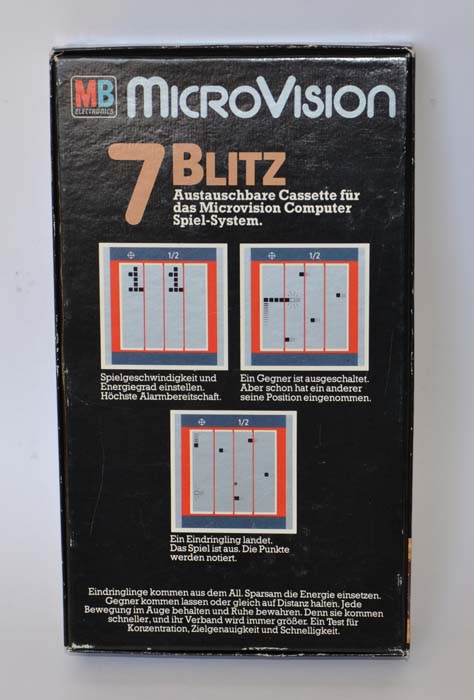 MB
ELECTRONICS
MICROVISION
7 BLITZ
Austauschbare Cassette für
das Microvision Computer
Spiel-System.
1/2
1 1
1/2
Spielgeschwindigkeit und
Energiegrad einstellen.
Höchste Alarmbereitschaft.
Ein Gegner ist ausgeschaltet.
Aber schon hat ein anderer
seine Position eingenommen.
1/2
Ein Eindringling landet.
Das Spiel ist aus. Die Punkte
werden notiert.
Eindringlinge kommen aus dem All. Sparsam die Energie einsetzen.
Gegner kommen lassen oder gleich auf Distanz halten. Jede
Bewegung im Auge behalten und Ruhe bewahren. Denn sie kommen
schneller, und ihr Verband wird immer größer. Ein Test für
Konzentration, Zielgenauigkeit und Schnelligkeit.